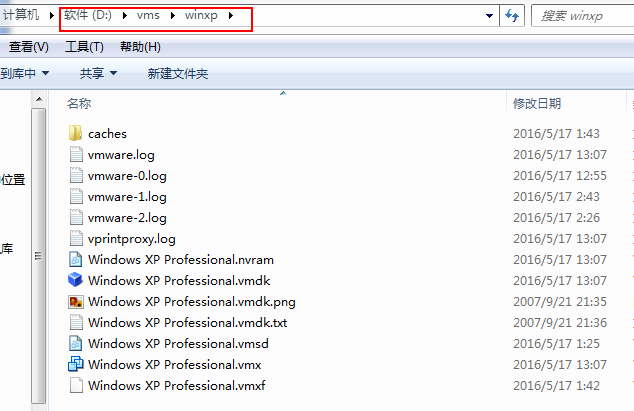 计算机 ▶ 软件 (D:) ▶ vms ▶ winxp ▶ 搜索 winxp
查看(V) 工具(T) 帮助(H)
到库中 ▼ 共享 ▼ 新建文件夹
名称 修改日期
caches 2016/5/17 1:43
vmware.log 2016/5/17 13:07
vmware-0.log 2016/5/17 12:55
vmware-1.log 2016/5/17 2:43
vmware-2.log 2016/5/17 2:26
vprintproxy.log 2016/5/17 13:07
Windows XP Professional.nvram 2016/5/17 13:07
Windows XP Professional.vmdk 2016/5/17 13:07
Windows XP Professional.vmdk.png 2007/9/21 21:35
Windows XP Professional.vmdk.txt 2007/9/21 21:36
Windows XP Professional.vmsd 2016/5/17 1:25
Windows XP Professional.vmx 2016/5/17 13:07
Windows XP Professional.vmxf 2016/5/17 1:42
位置
库